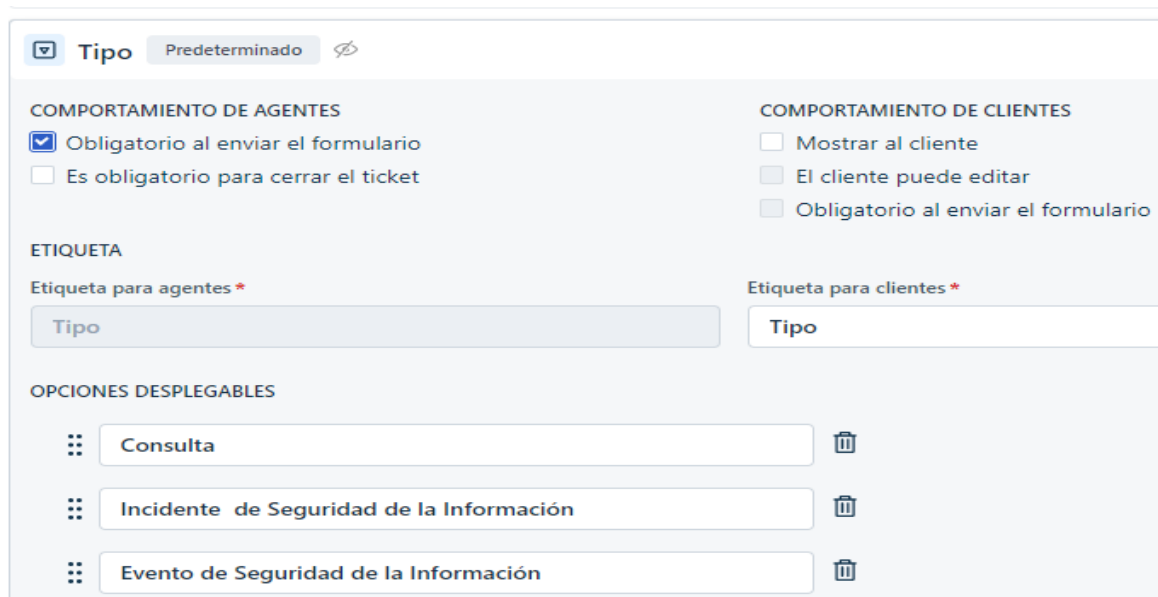 Tipo Predeterminado
COMPORTAMIENTO DE AGENTES
Obligatorio al enviar el formulario
Es obligatorio para cerrar el ticket
COMPORTAMIENTO DE CLIENTES
Mostrar al cliente
El cliente puede editar
Obligatorio al enviar el formulario
ETIQUETA
Etiqueta para agentes *
Tipo
Etiqueta para clientes *
Tipo
OPCIONES DESPLEGABLES
Consulta
Incidente  de Seguridad de la Información
Evento de Seguridad de la Información